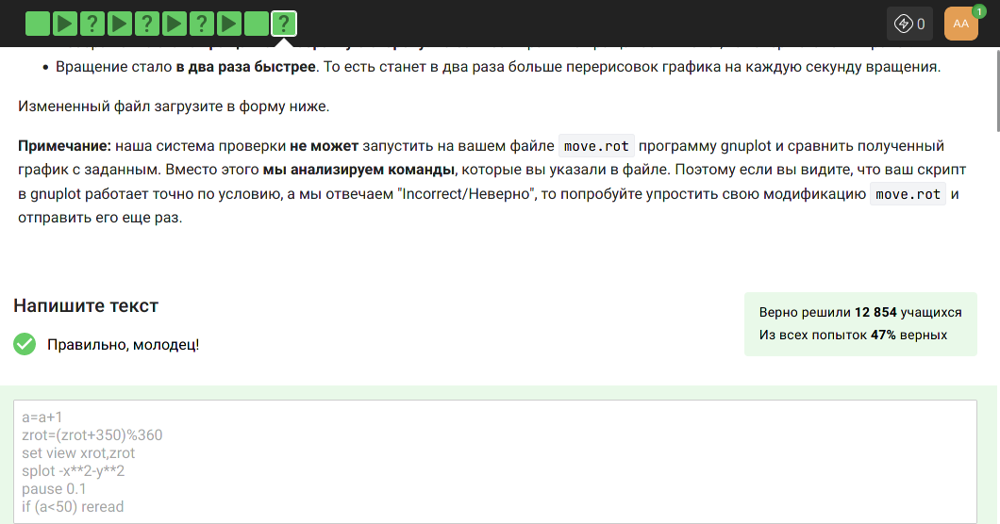 ? ? ? ?
0
AA
1
• Вращение стало в два раза быстрее. То есть станет в два раза больше перерисовок графика на каждую секунду вращения.
Измененный файл загрузите в форму ниже.
Примечание: наша система проверки не может запустить на вашем файле move.rot программу gnuplot и сравнить полученный
график с заданным. Вместо этого мы анализируем команды, которые вы указали в файле. Поэтому если вы видите, что ваш скрипт
в gnuplot работает точно по условию, а мы отвечаем "Incorrect/Неверно", то попробуйте упростить свою модификацию move.rot и
отправить его еще раз.
Напишите текст
Верно решили 12 854 учащихся
Из всех попыток 47% верных
Правильно, молодец!
a=a+1
zrot=(zrot+350)%360
set view xrot,zrot
splot -x**2-y**2
pause 0.1
if (a<50) reread